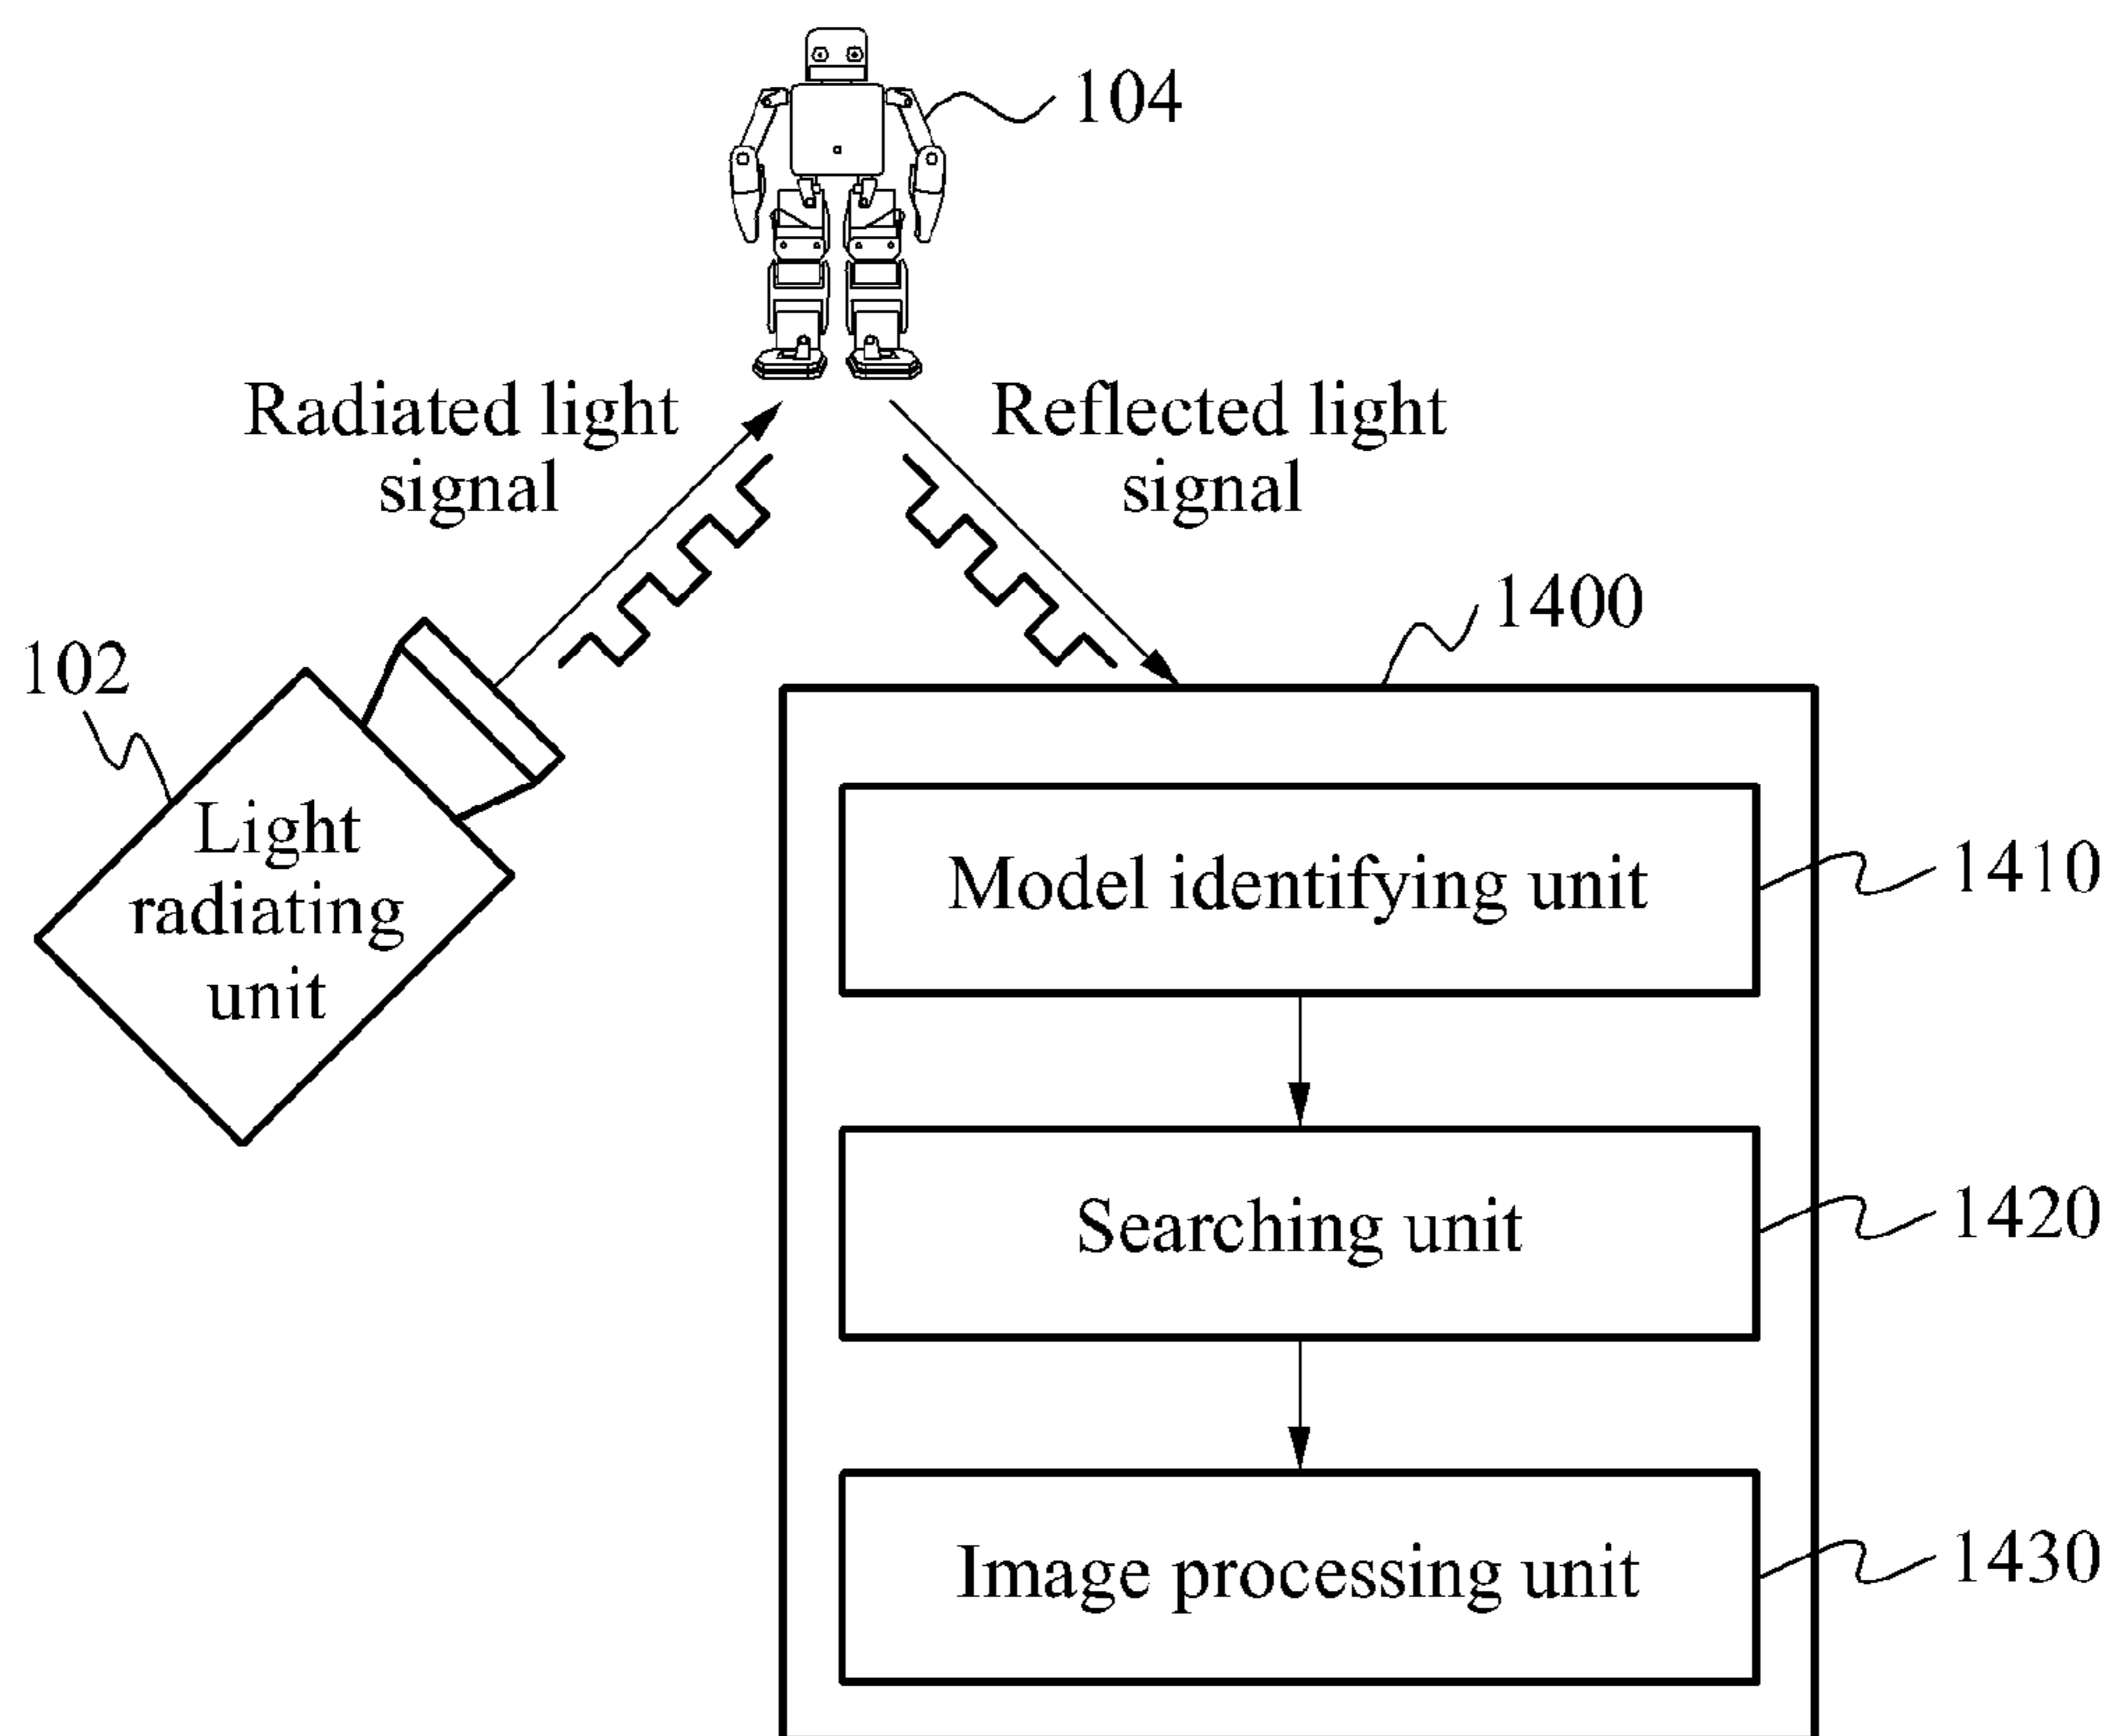 104
Radiated light
signal
Reflected light
signal
1400
102
Light
radiating
unit
Model identifying unit
1410
Searching unit
1420
Image processing unit
1430